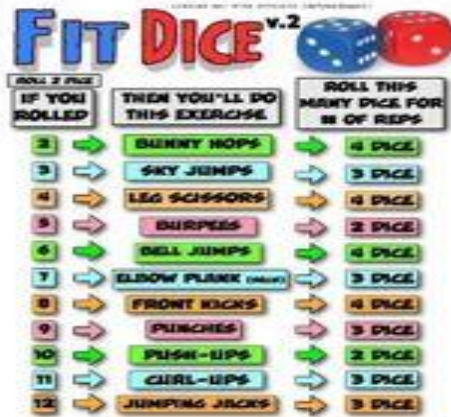 FIT DICE v.2
ROLL 2 DICE
IF YOU ROLLED
THEN YOU'LL DO THIS EXERCISE
ROLL THIS MANY DICE FOR # OF REPS
2 BUNNY HOPS 4 DICE
3 SKY JUMPS 3 DICE
4 LEG SCISSORS 4 DICE
5 BURPEES 2 DICE
6 BELL JUMPS 4 DICE
7 ELBOW PLANK 3 DICE
8 FRONT KICKS 4 DICE
9 PUNCHES 3 DICE
10 PUSH-UPS 2 DICE
11 CURL-UPS 3 DICE
12 JUMPING JACKS 3 DICE